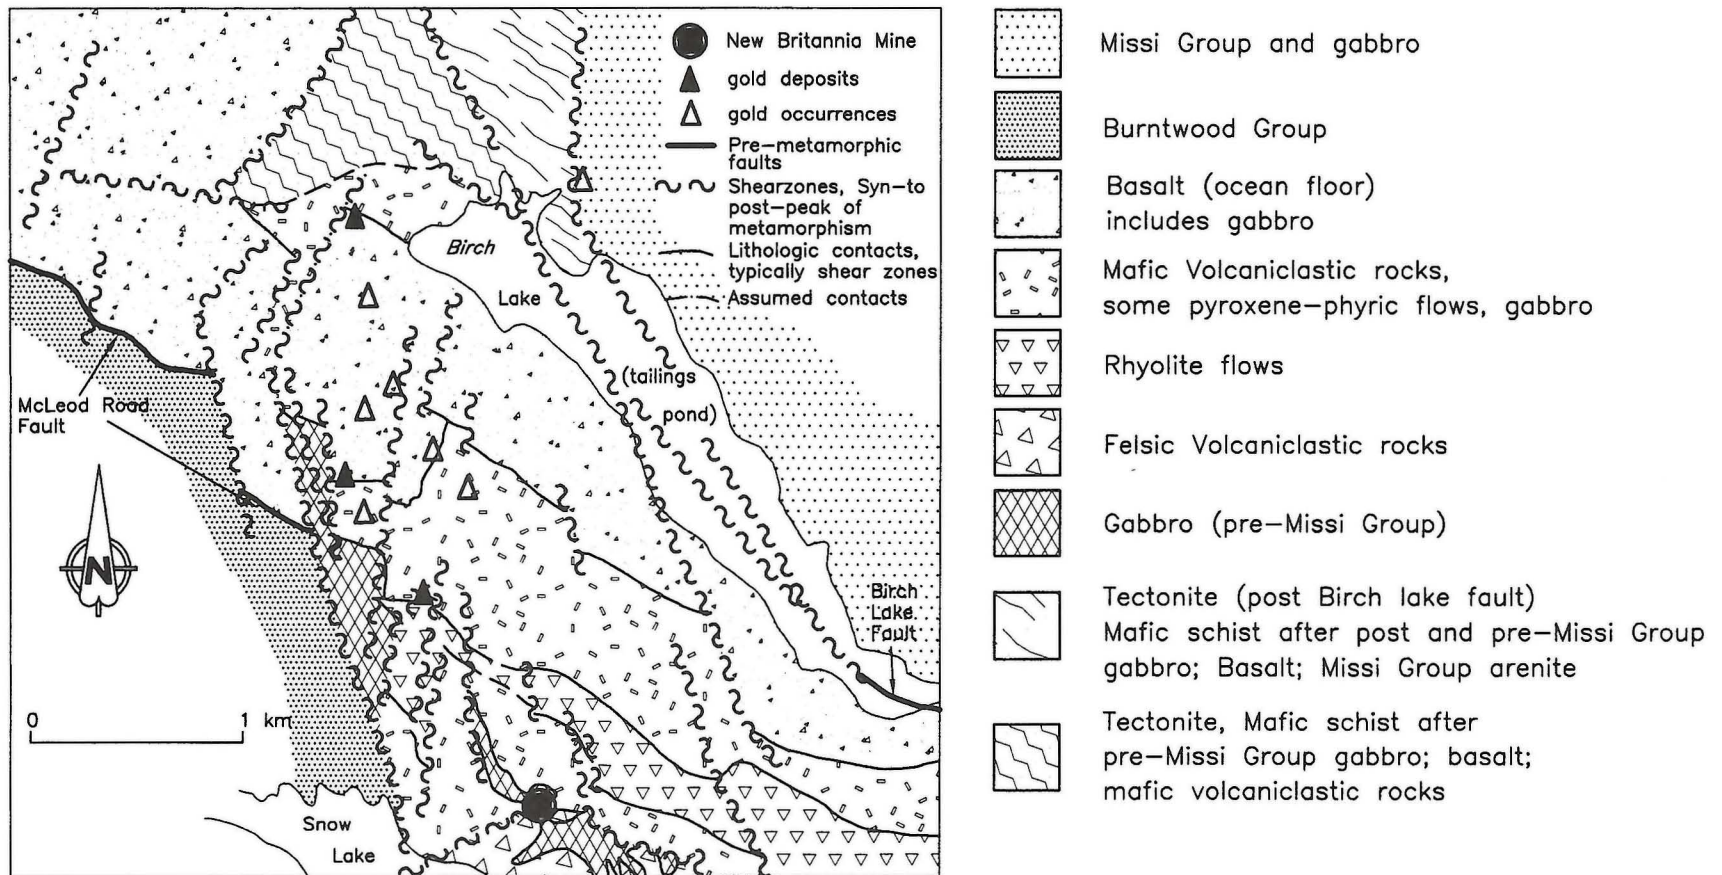 New Britannia Mine
gold deposits
gold occurrences
Pre-metamorphic
faults
Shearzones, Syn-to
post-peak of
metamorphism
Lithologic contacts,
typically shear zones
Assumed contacts
Birch
Lake
(tailings
pond)
McLeod Road
Fault
N
Birch
Lake
Fault
0 1 km
Snow
Lake
Missi Group and gabbro
Burntwood Group
Basalt (ocean floor)
includes gabbro
Mafic Volcaniclastic rocks,
some pyroxene-phyric flows, gabbro
Rhyolite flows
Felsic Volcaniclastic rocks
Gabbro (pre-Missi Group)
Tectonite (post Birch lake fault)
Mafic schist after post and pre-Missi Group
gabbro; Basalt; Missi Group arenite
Tectonite, Mafic schist after
pre-Missi Group gabbro; basalt;
mafic volcaniclastic rocks